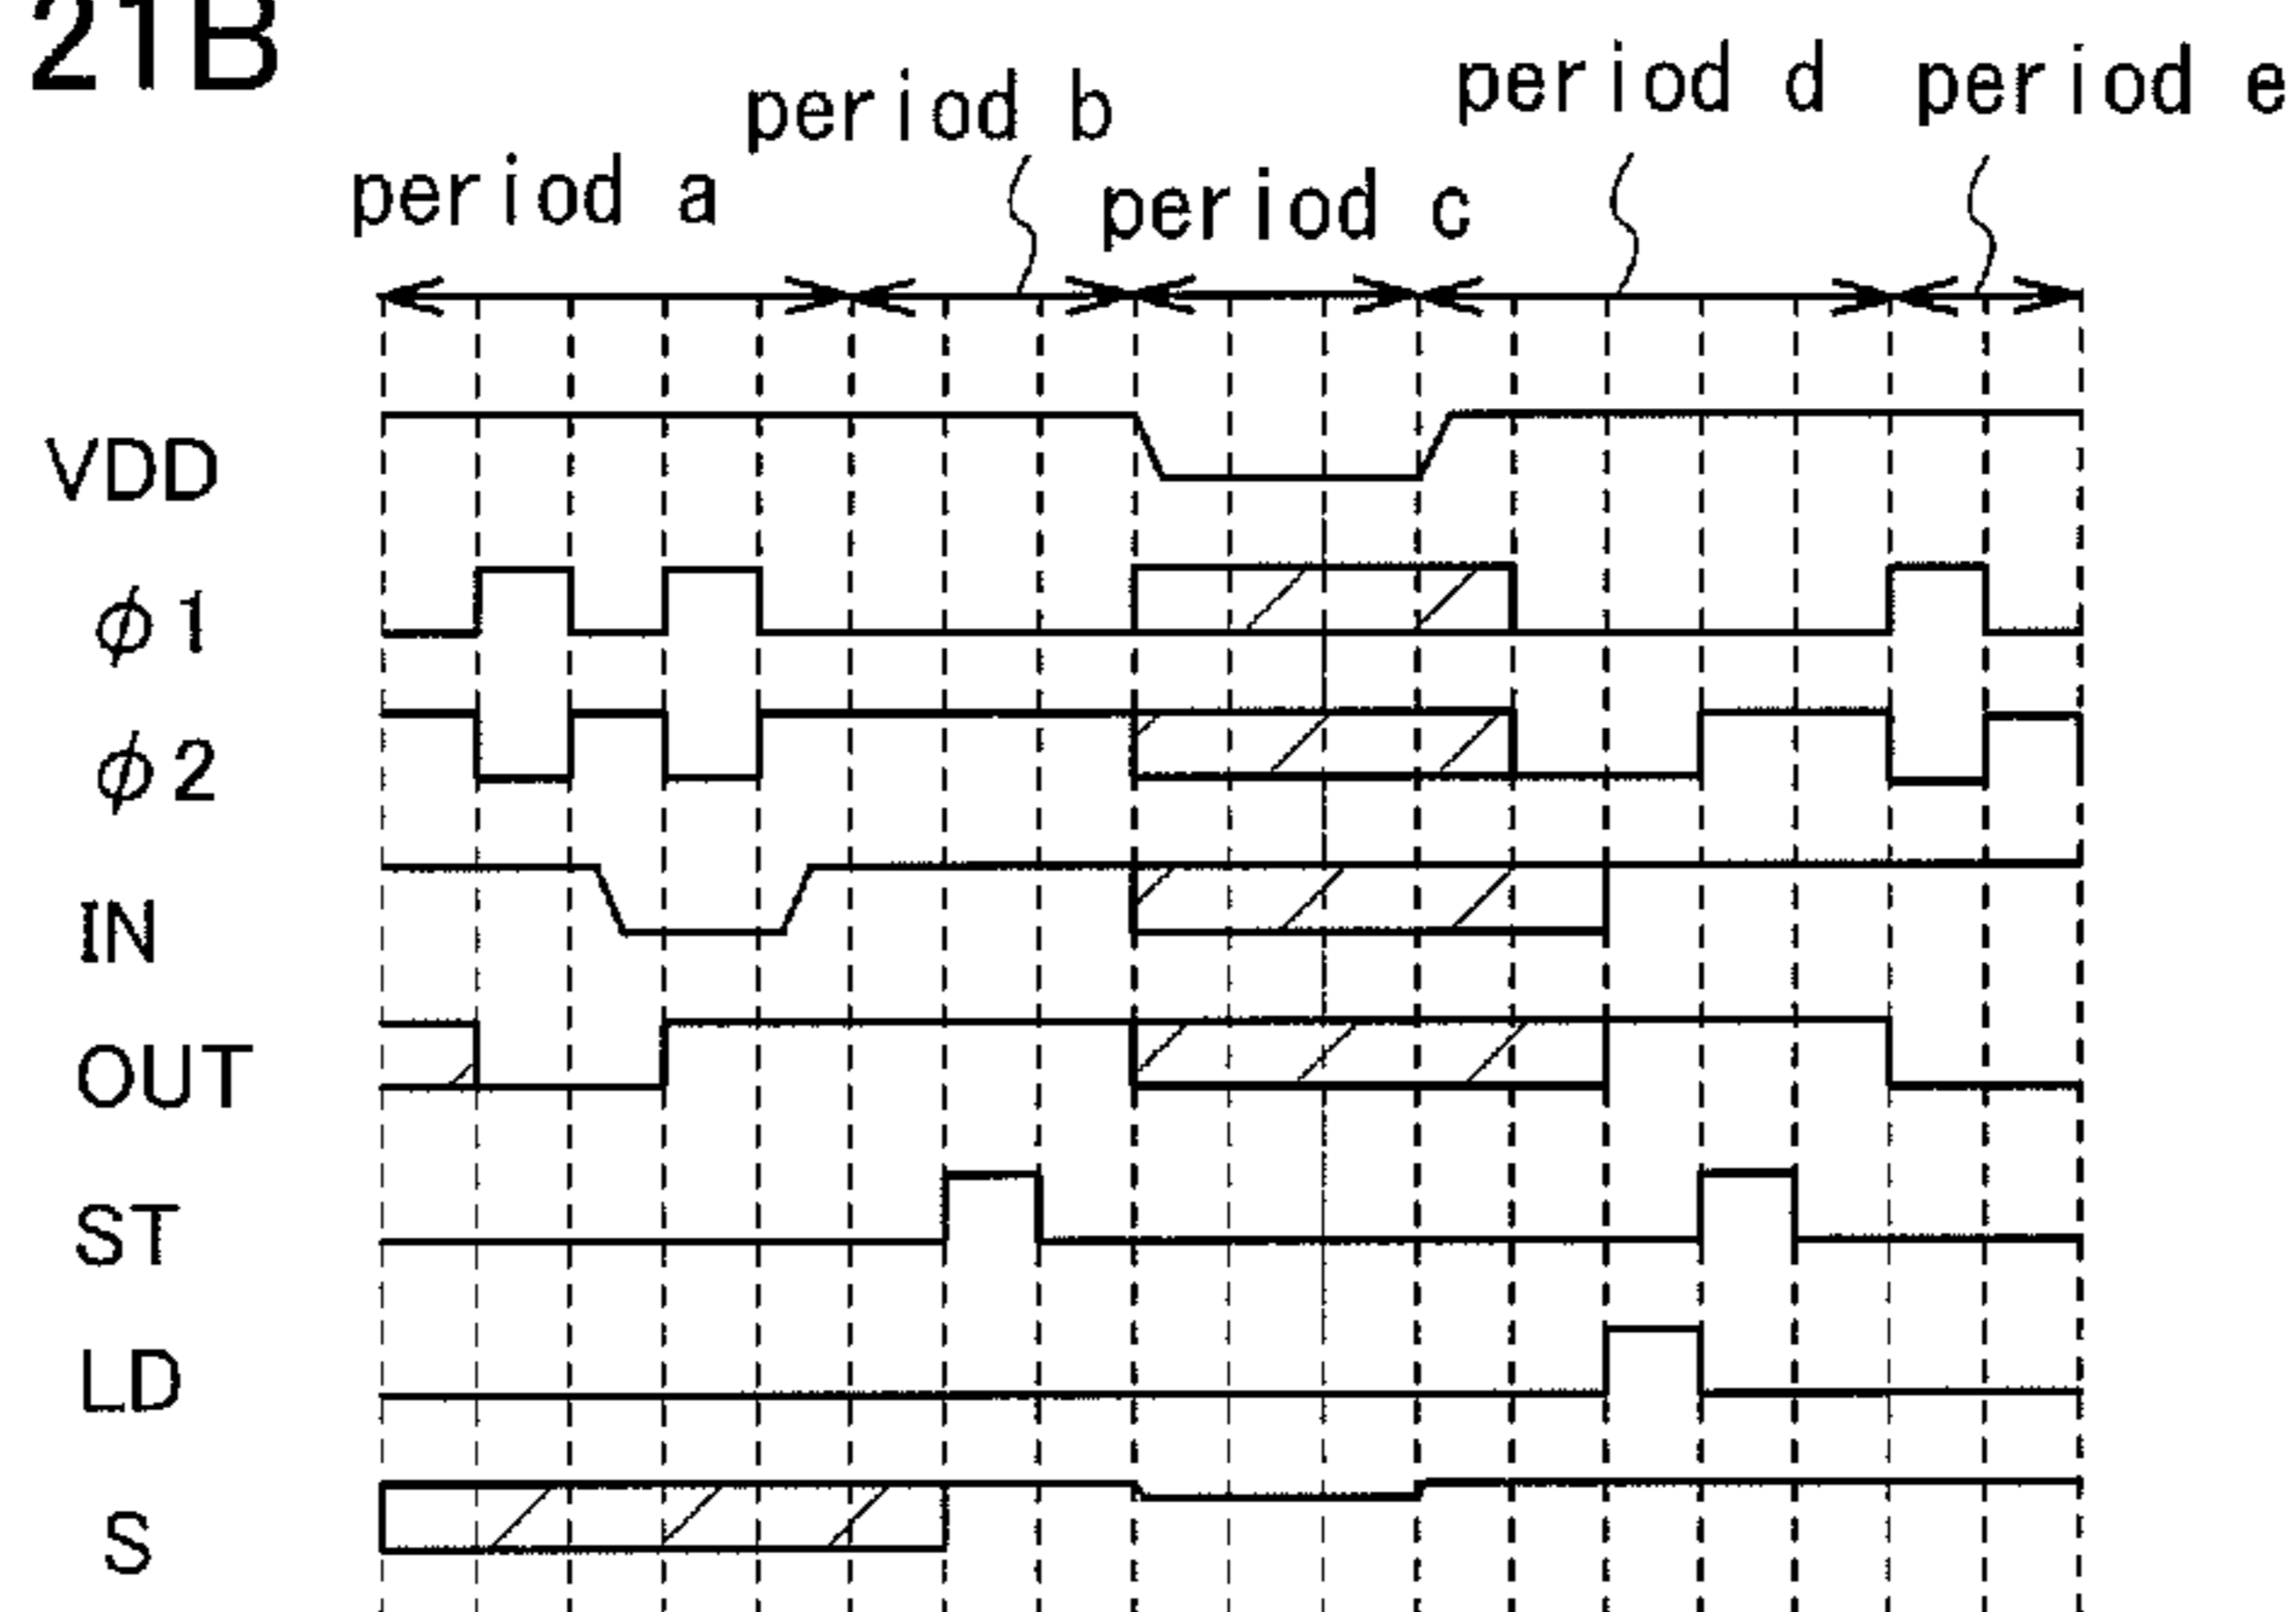 21B
period a
period b
period c
period d
period e
VDD
φ1
φ2
IN
OUT
ST
LD
S